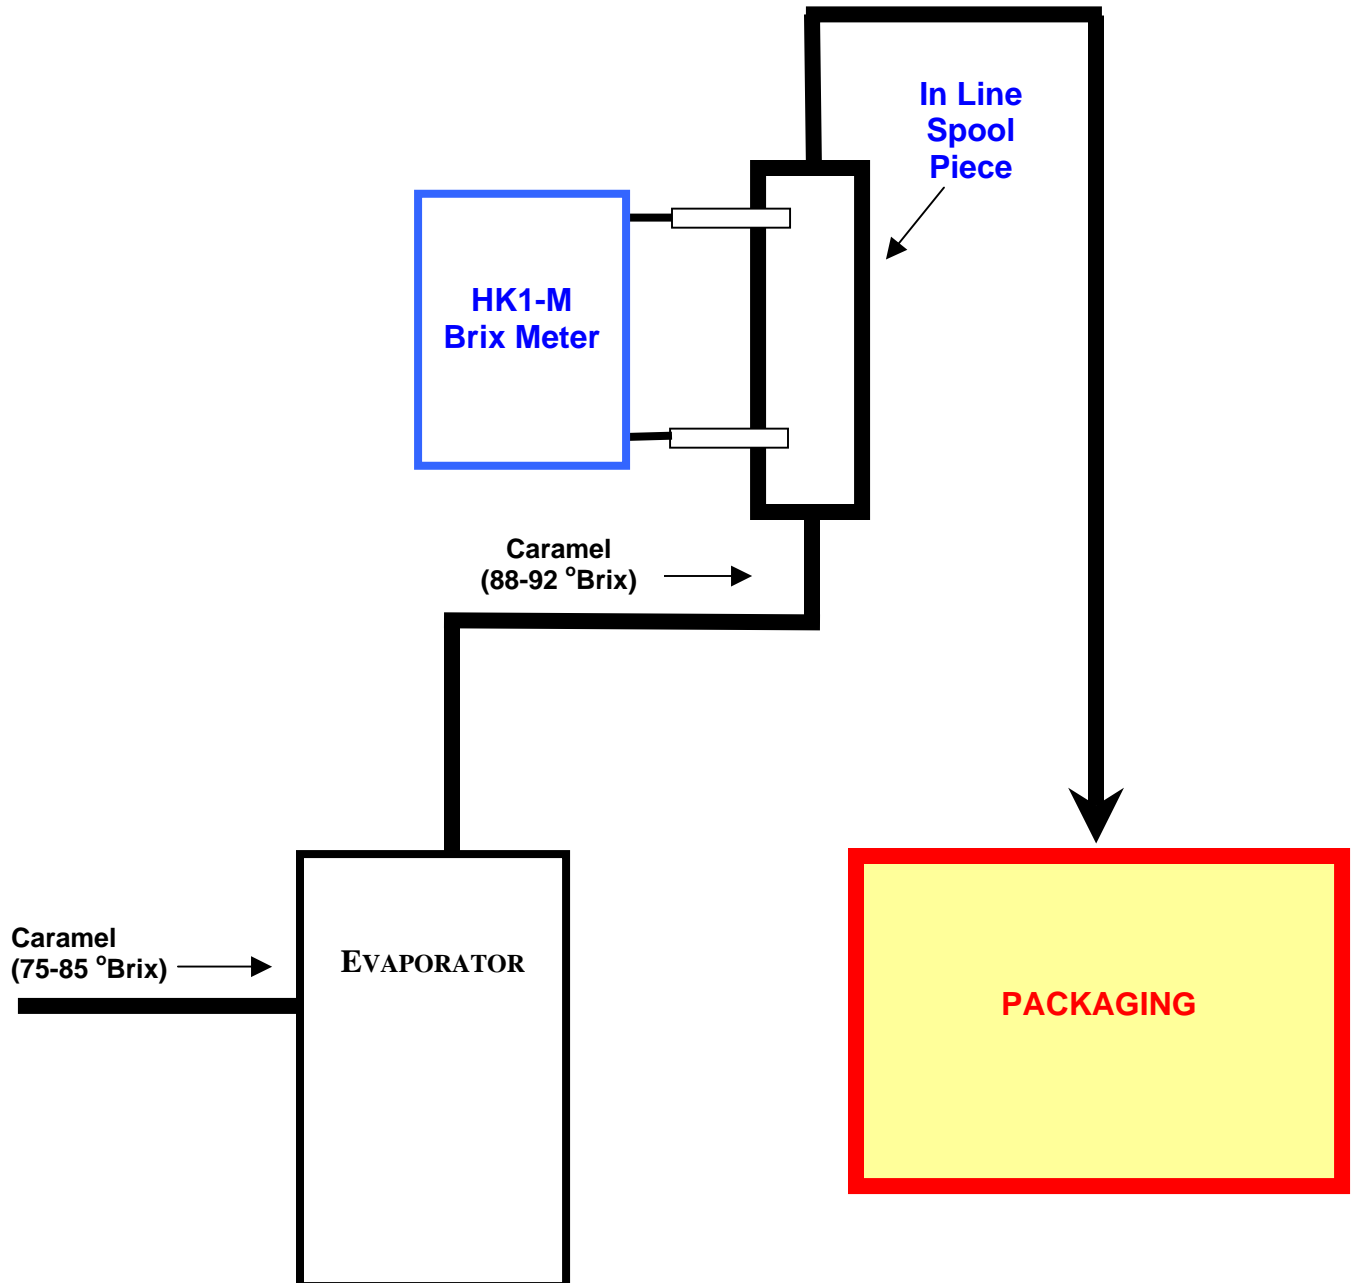 In Line
Spool
Piece
HK1-M
Brix Meter
Caramel
(88-92 °Brix)
Caramel
(75-85 °Brix)
EVAPORATOR
PACKAGING